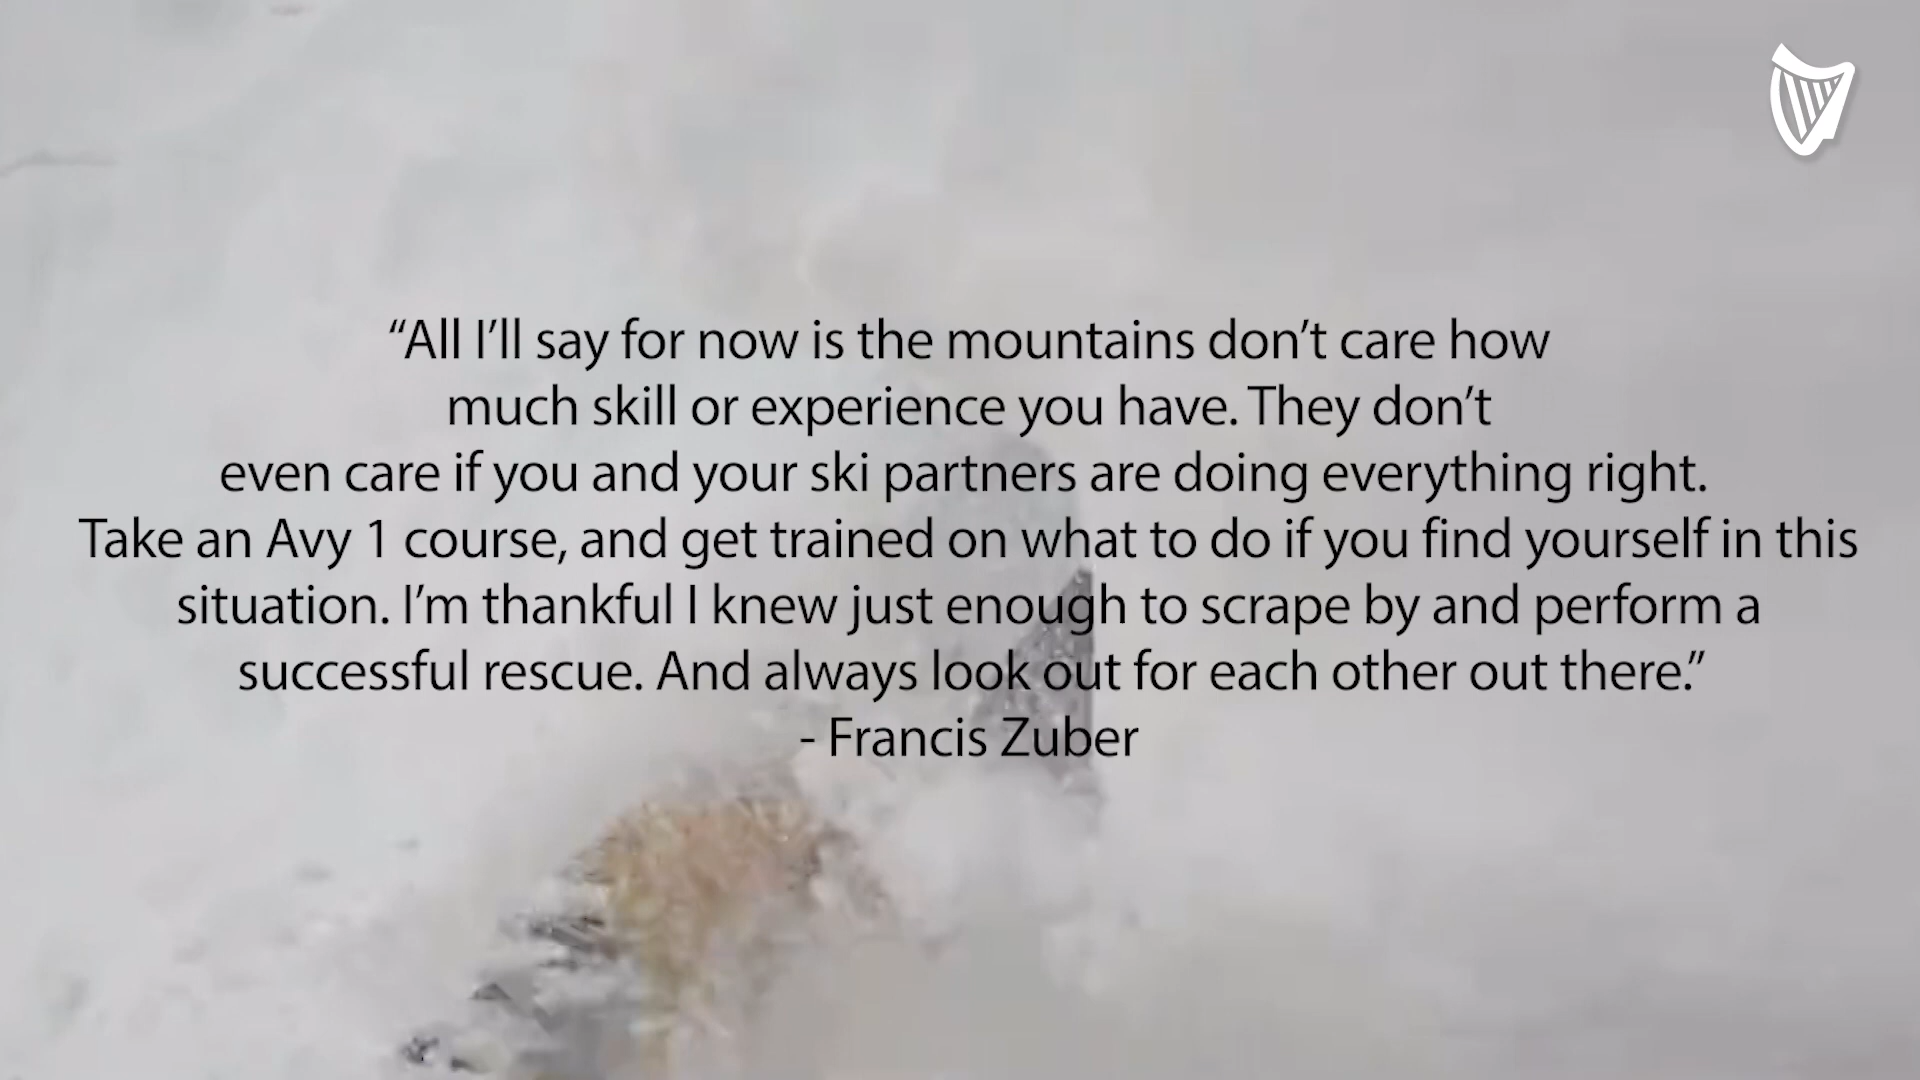 “All I’ll say for now is the mountains don’t care how
much skill or experience you have. They don’t
even care if you and your ski partners are doing everything right.
Take an Avy 1 course, and get trained on what to do if you find yourself in this
situation. I’m thankful I knew just enough to scrape by and perform a
successful rescue. And always look out for each other out there.”
- Francis Zuber